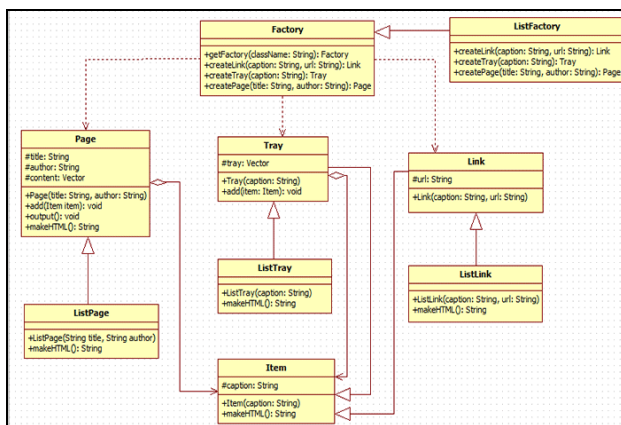 Factory
+getFactory(className: String): Factory
+createLink(caption: String, url: String): Link
+createTray(caption: String): Tray
+createPage(title: String, author: String): Page
ListFactory
+createLink(caption: String, url: String): Link
+createTray(caption: String): Tray
+createPage(title: String, author: String): Page
Page
#title: String
#author: String
#content: Vector
+Page(title: String, author: String)
+add(Item item): void
+output(): void
+makeHTML(): String
Tray
#tray: Vector
+Tray(caption: String)
+add(item: Item): void
Link
#url: String
+Link(caption: String, url: String)
ListTray
+ListTray(caption: String)
+makeHTML(): String
ListLink
+ListLink(caption: String, url: String)
+makeHTML(): String
ListPage
+ListPage(String title, String author)
+makeHTML(): String
Item
#caption: String
+Item(caption: String)
+makeHTML(): String